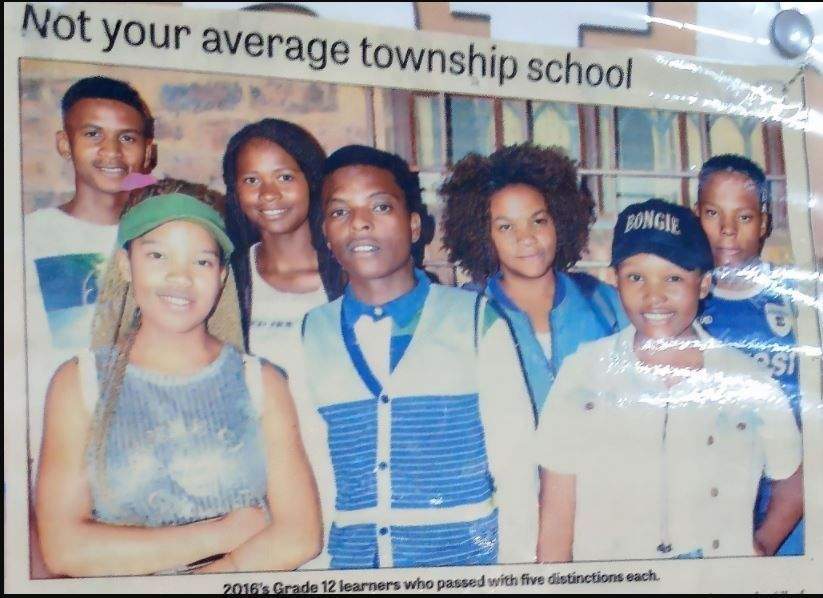 Not your average township school
BONGIE
2016's Grade 12 learners who passed with five distinctions each.